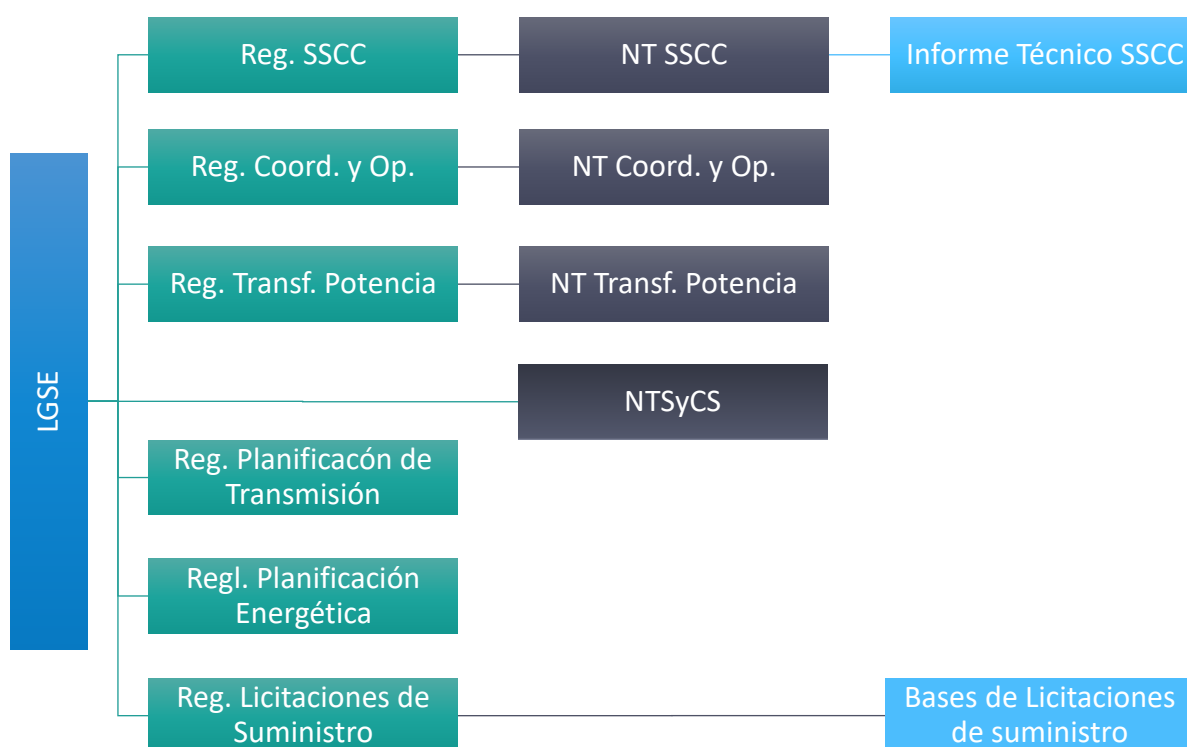 Reg. SSCC
NT SSCC
Informe Técnico SSCC
Reg. Coord. y Op.
NT Coord. y Op.
Reg. Transf. Potencia
NT Transf. Potencia
LGSE
NTSyCS
Reg. Planificacón de
Transmisión
Regl. Planificación
Energética
Reg. Licitaciones de
Suministro
Bases de Licitaciones
de suministro